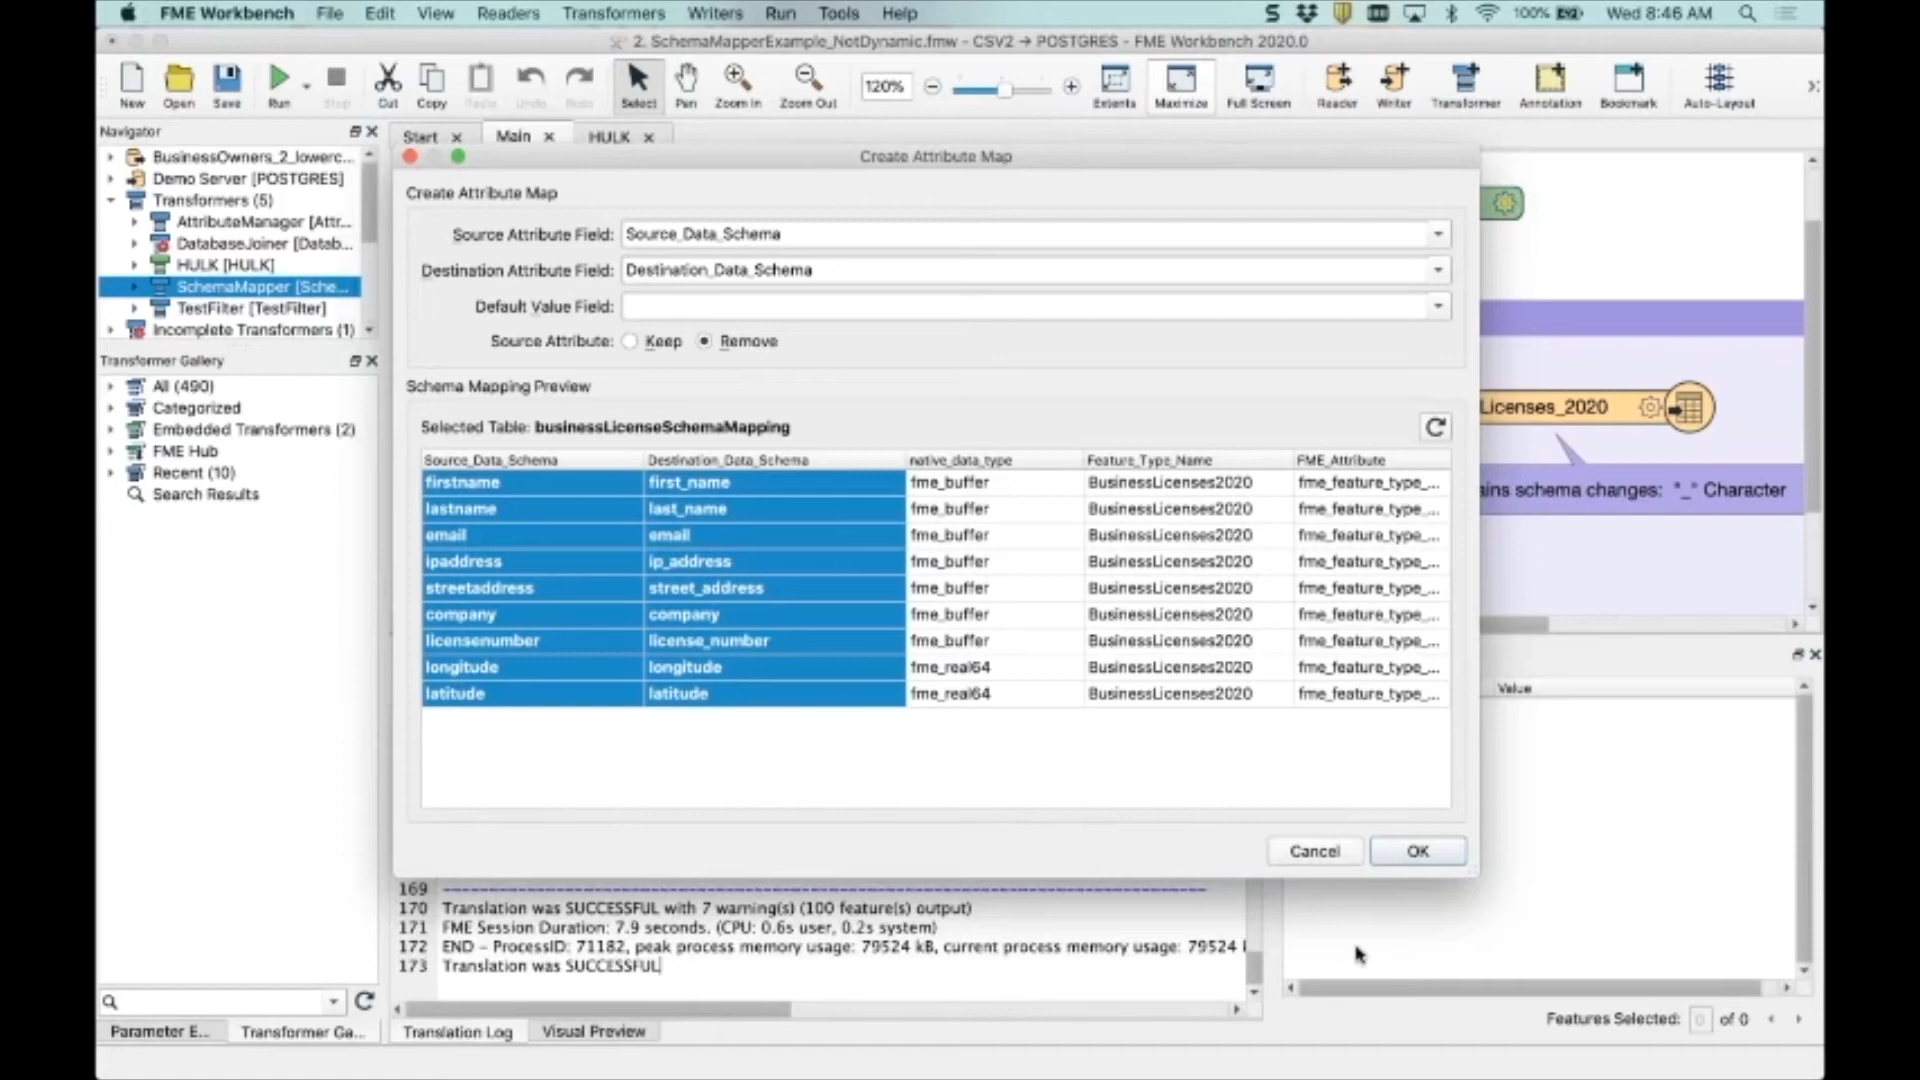 FME Workbench File Edit View Readers Transformers Writers Run Tools Help 100% Wed 8:46 AM
2. SchemaMapperExample_NotDynamic.fmw - CSV2 → POSTGRES - FME Workbench 2020.0
New Open Save Run Stop Cut Copy Paste Undo Redo Select Pan Zoom In Zoom Out 120% Extents Maximize Full Screen Reader Writer Transformer Annotation Bookmark Auto-Layout
Navigator
Start Main HULK
BusinessOwners_2_lowerc...
Demo Server [POSTGRES]
Transformers (5)
AttributeManager [Attr...
DatabaseJoiner [Datab...
HULK [HULK]
SchemaMapper [Sche...
TestFilter [TestFilter]
Incomplete Transformers (1)
Transformer Gallery
All (490)
Categorized
Embedded Transformers (2)
FME Hub
Recent (10)
Search Results
Parameter E... Transformer Ga...
Create Attribute Map
Create Attribute Map
Source Attribute Field: Source_Data_Schema
Destination Attribute Field: Destination_Data_Schema
Default Value Field:
Source Attribute: Keep Remove
Schema Mapping Preview
Selected Table: businessLicenseSchemaMapping
Source_Data_Schema Destination_Data_Schema native_data_type Feature_Type_Name FME_Attribute
firstname first_name fme_buffer BusinessLicenses2020 fme_feature_type_...
lastname last_name fme_buffer BusinessLicenses2020 fme_feature_type_...
email email fme_buffer BusinessLicenses2020 fme_feature_type_...
ipaddress ip_address fme_buffer BusinessLicenses2020 fme_feature_type_...
streetaddress street_address fme_buffer BusinessLicenses2020 fme_feature_type_...
company company fme_buffer BusinessLicenses2020 fme_feature_type_...
licensenumber license_number fme_buffer BusinessLicenses2020 fme_feature_type_...
longitude longitude fme_real64 BusinessLicenses2020 fme_feature_type_...
latitude latitude fme_real64 BusinessLicenses2020 fme_feature_type_...
Cancel OK
Licenses_2020
ains schema changes: "_" Character
Value
169 ----------
170 Translation was SUCCESSFUL with 7 warning(s) (100 feature(s) output)
171 FME Session Duration: 7.9 seconds. (CPU: 0.6s user, 0.2s system)
172 END - ProcessID: 71182, peak process memory usage: 79524 kB, current process memory usage: 79524
173 Translation was SUCCESSFUL
Translation Log Visual Preview
Features Selected: 0 of 0